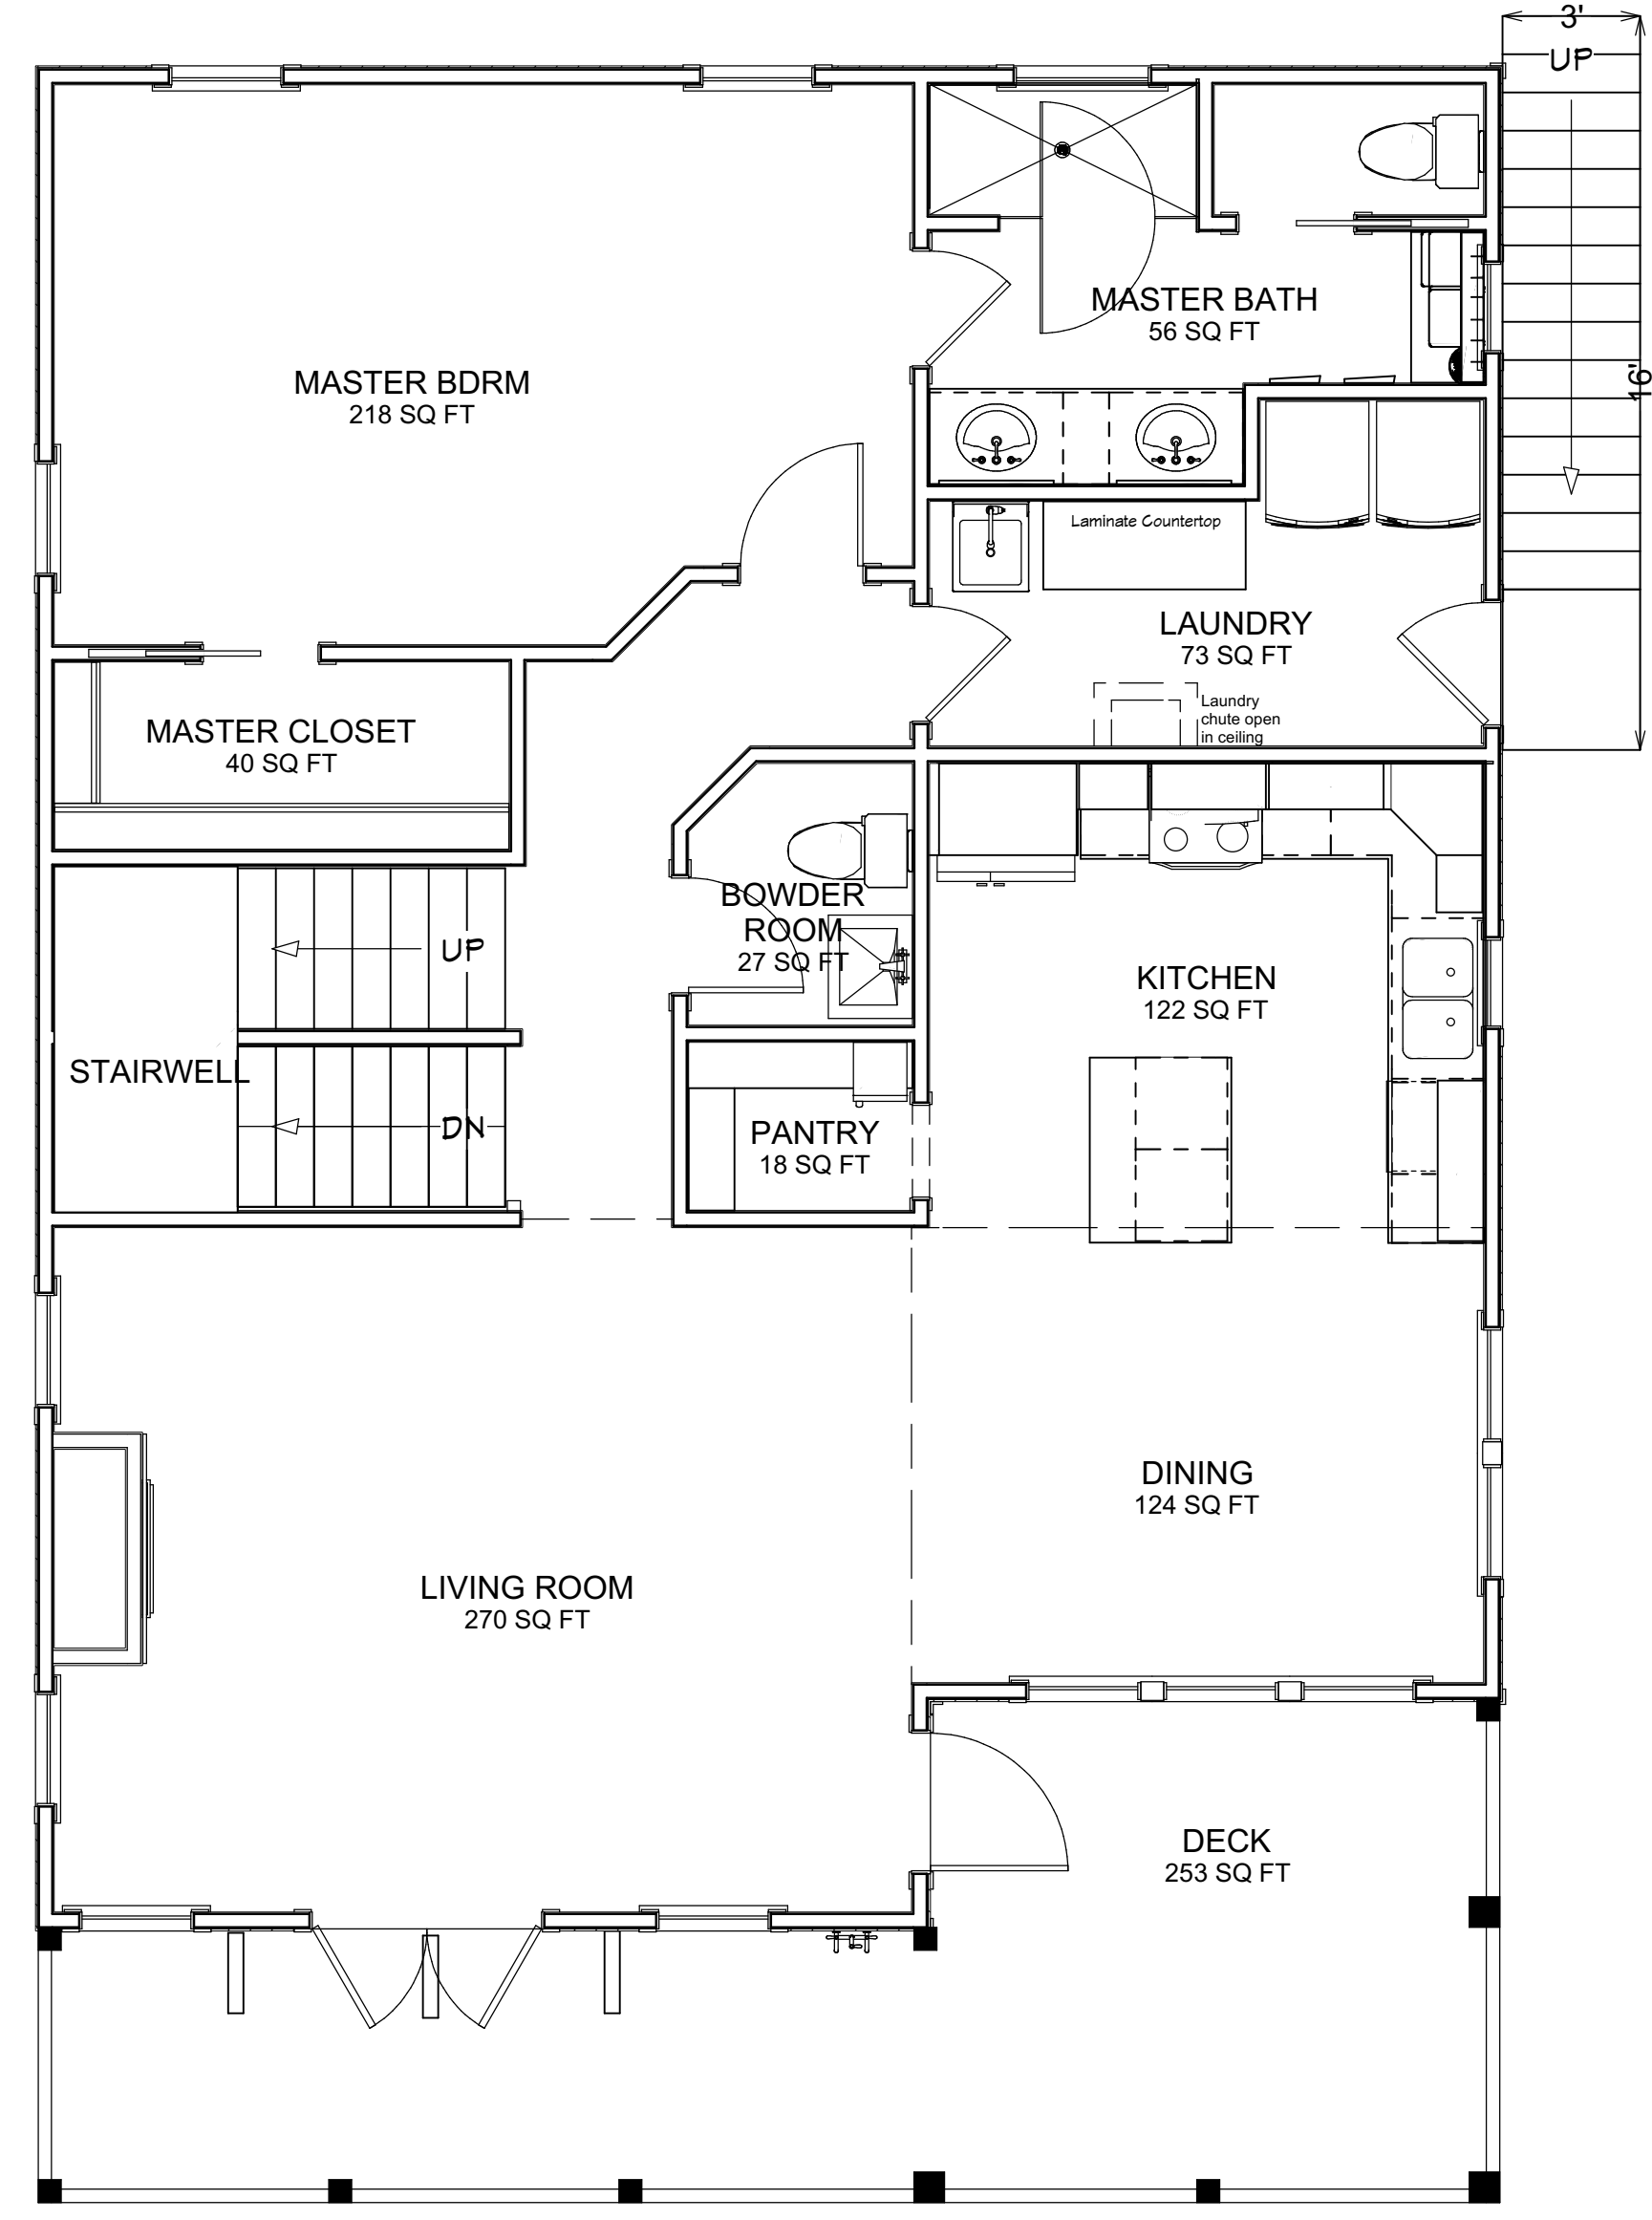 3'
UP
16'
MASTER BATH
56 SQ FT
MASTER BDRM
218 SQ FT
Laminate Countertop
LAUNDRY
73 SQ FT
Laundry
chute open
in ceiling
MASTER CLOSET
40 SQ FT
BOWDER
ROOM
27 SQ FT
UP
KITCHEN
122 SQ FT
STAIRWELL
DN
PANTRY
18 SQ FT
DINING
124 SQ FT
LIVING ROOM
270 SQ FT
DECK
253 SQ FT